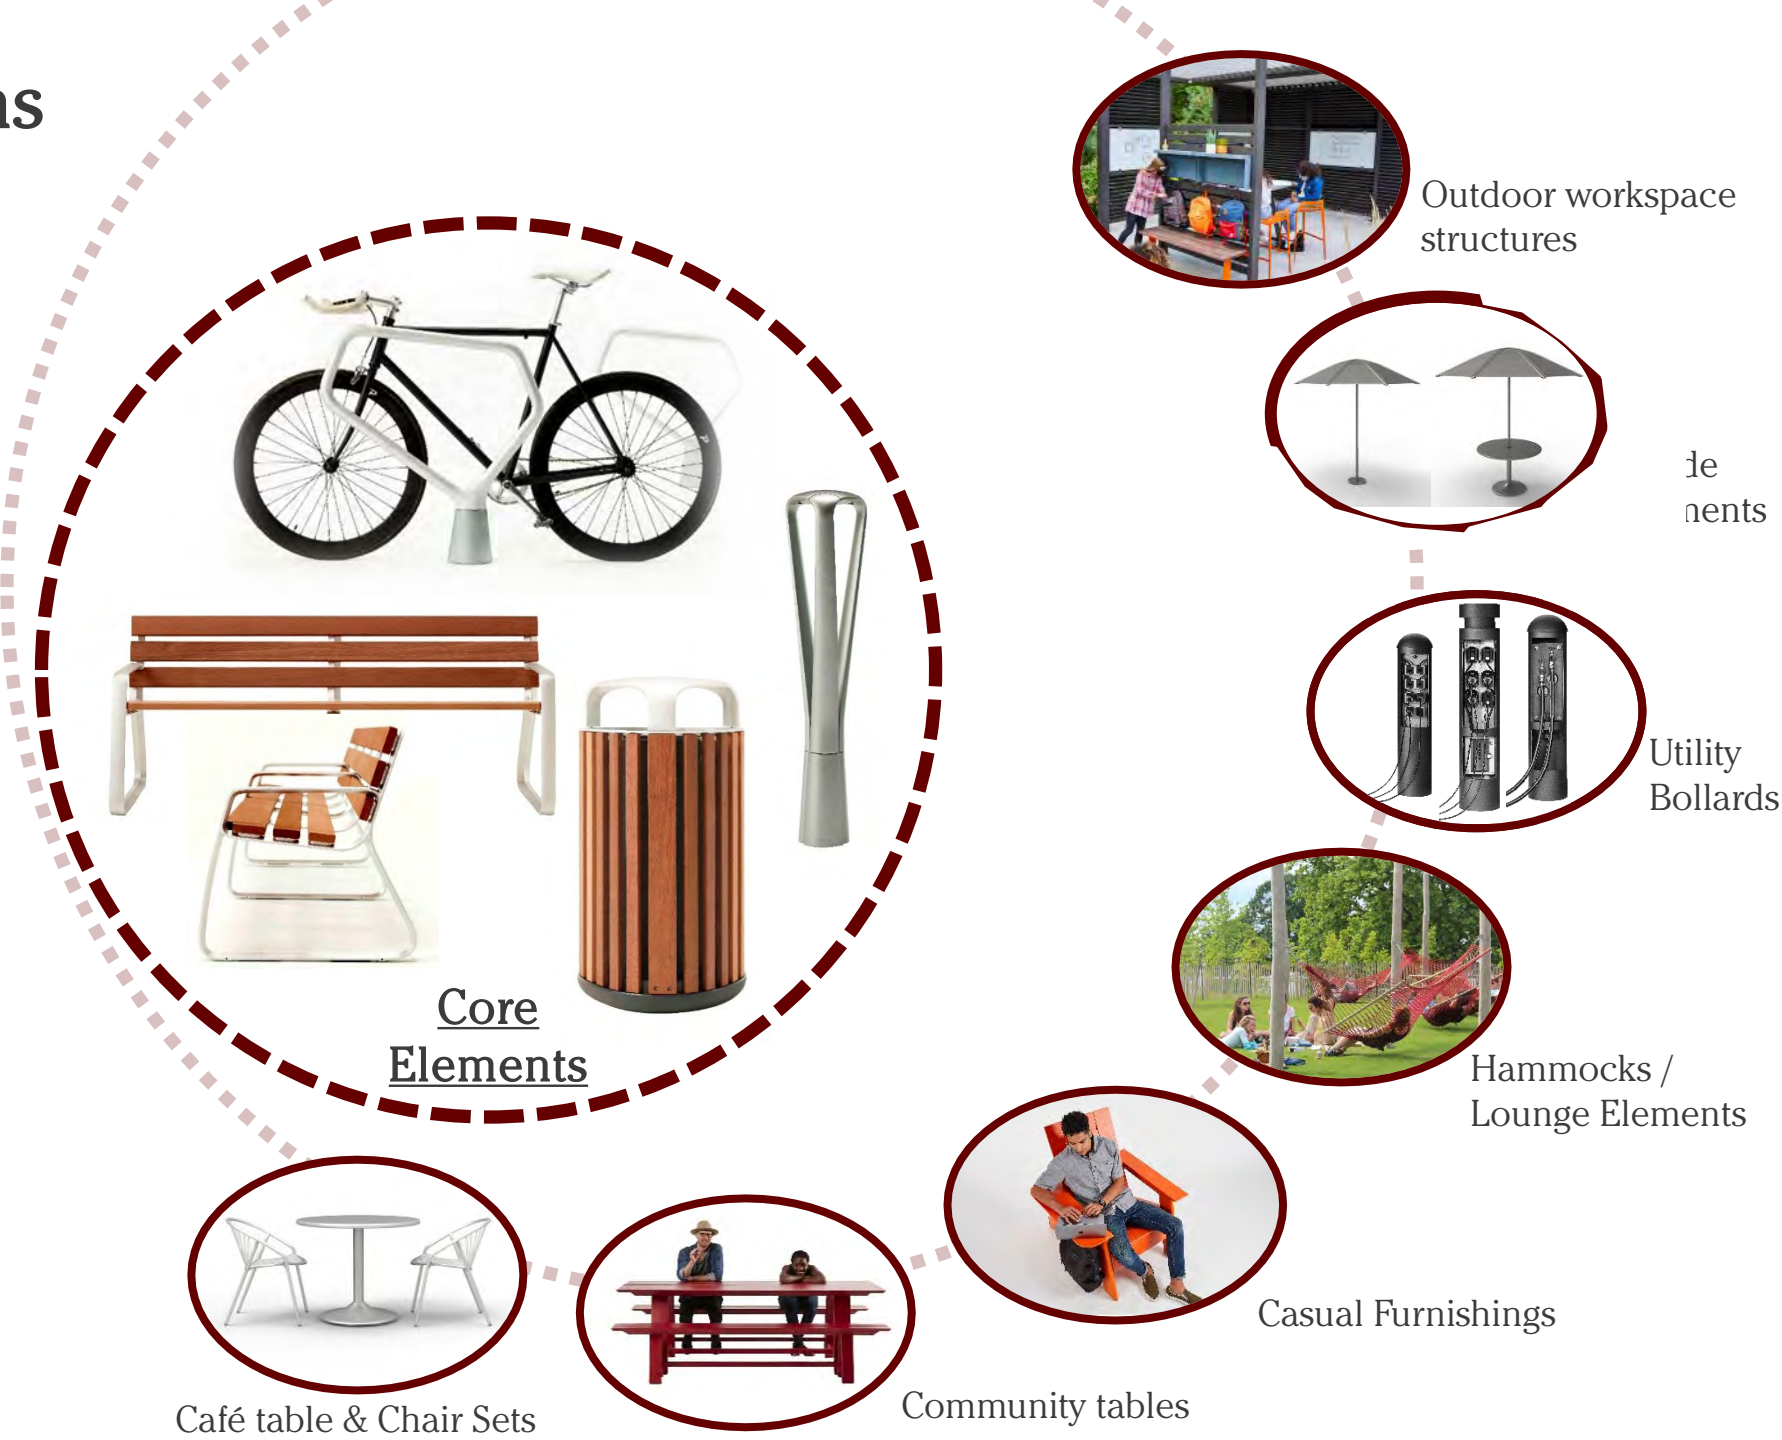 Outdoor workspace
structures
Utility
Bollards
Hammocks /
Lounge Elements
Core
Elements
Casual Furnishings
Community tables
Café table & Chair Sets